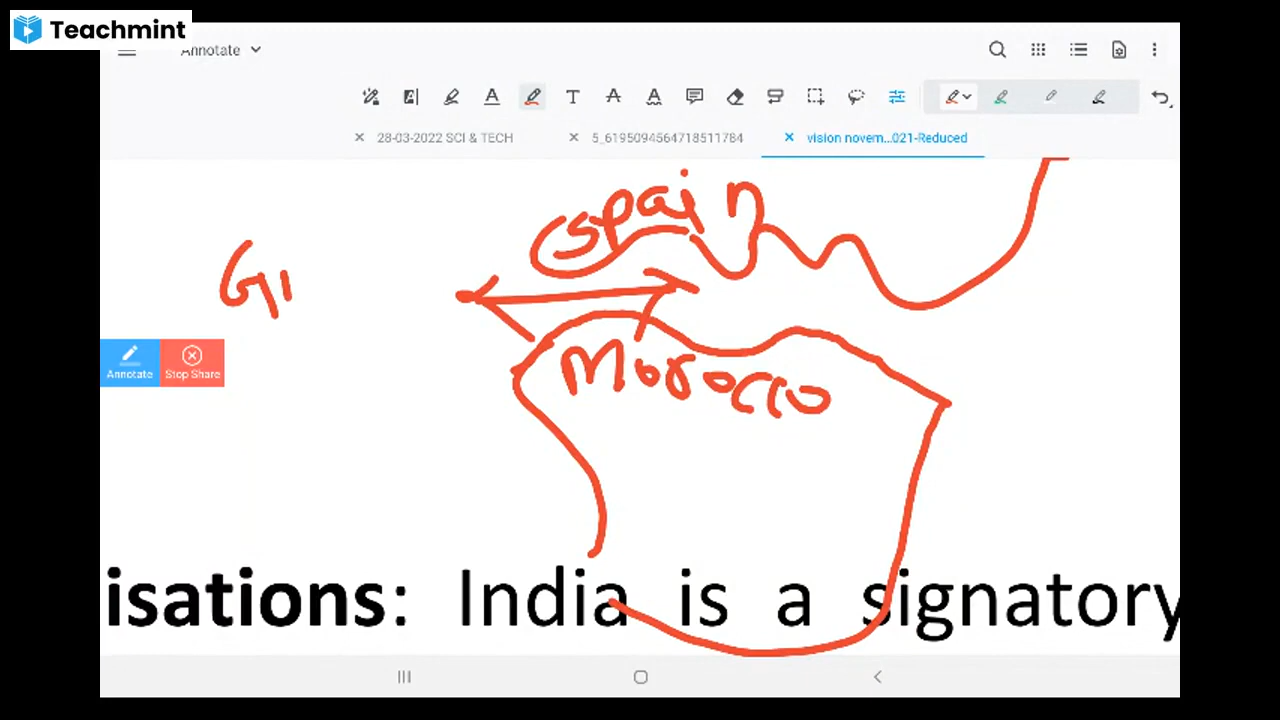 Teachmint
Annotate
28-03-2022 SCI & TECH
5_6195094564718511784
vision novem...021-Reduced
spain
Gi
Annotate
Stop Share
Morocco
isations: India is a signatory